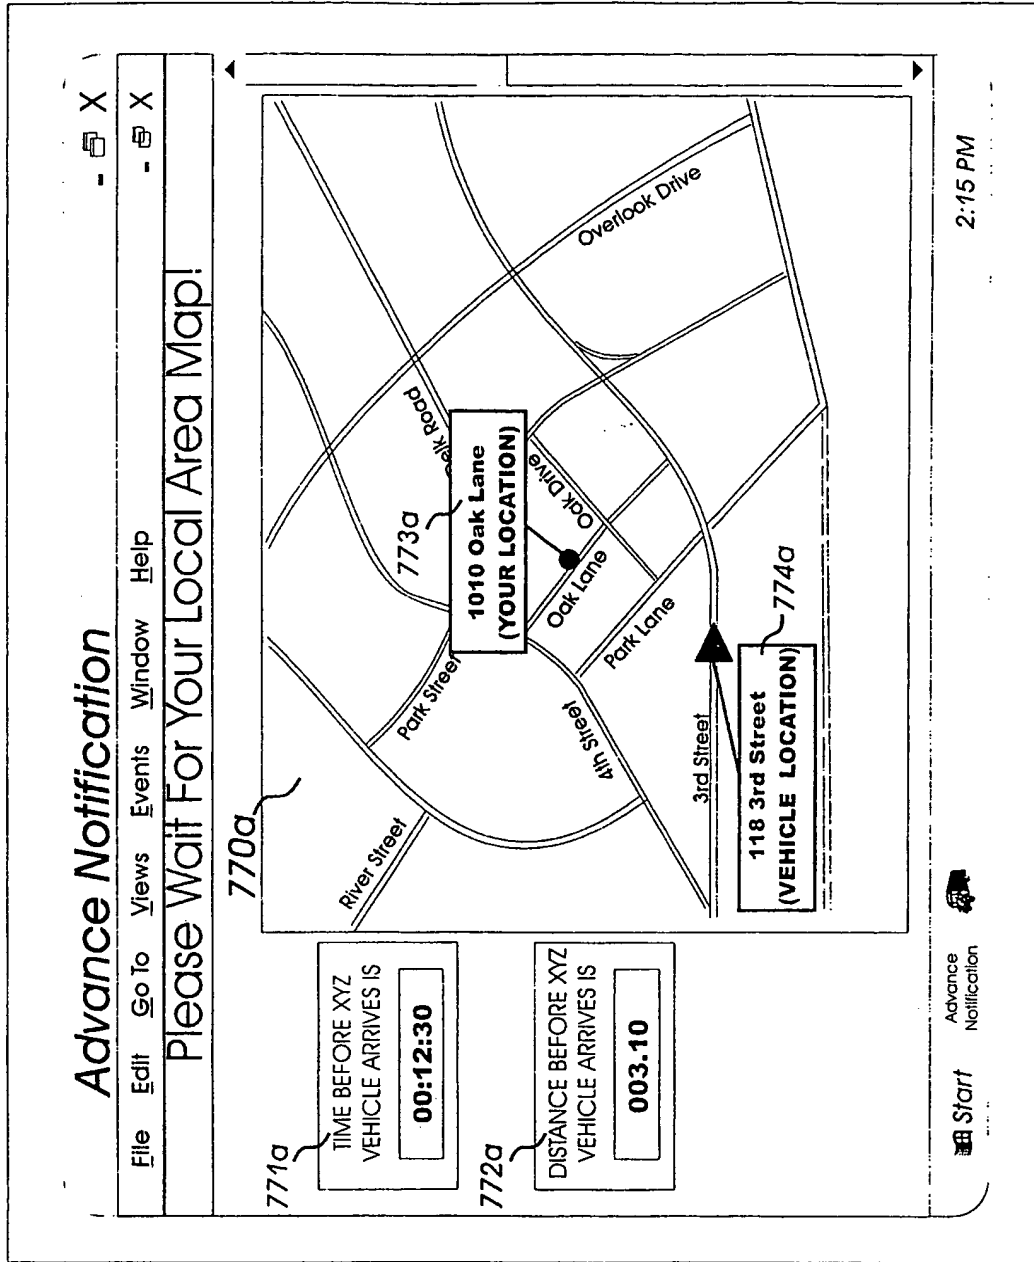 Advance Notification
- X
File Edit Go To Views Events Window Help
- X
Please Wait For Your Local Area Map!
771a
TIME BEFORE XYZ
VEHICLE ARRIVES IS
00:12:30
772a
DISTANCE BEFORE XYZ
VEHICLE ARRIVES IS
003.10
770a
River Street
Park Street
773a
Road
1010 Oak Lane
(YOUR LOCATION)
Oak Drive
Oak Lane
Overlook Drive
4th Street
Park Lane
3rd Street
118 3rd Street
(VEHICLE LOCATION)
774a
Start
Advance
Notification
2:15 PM